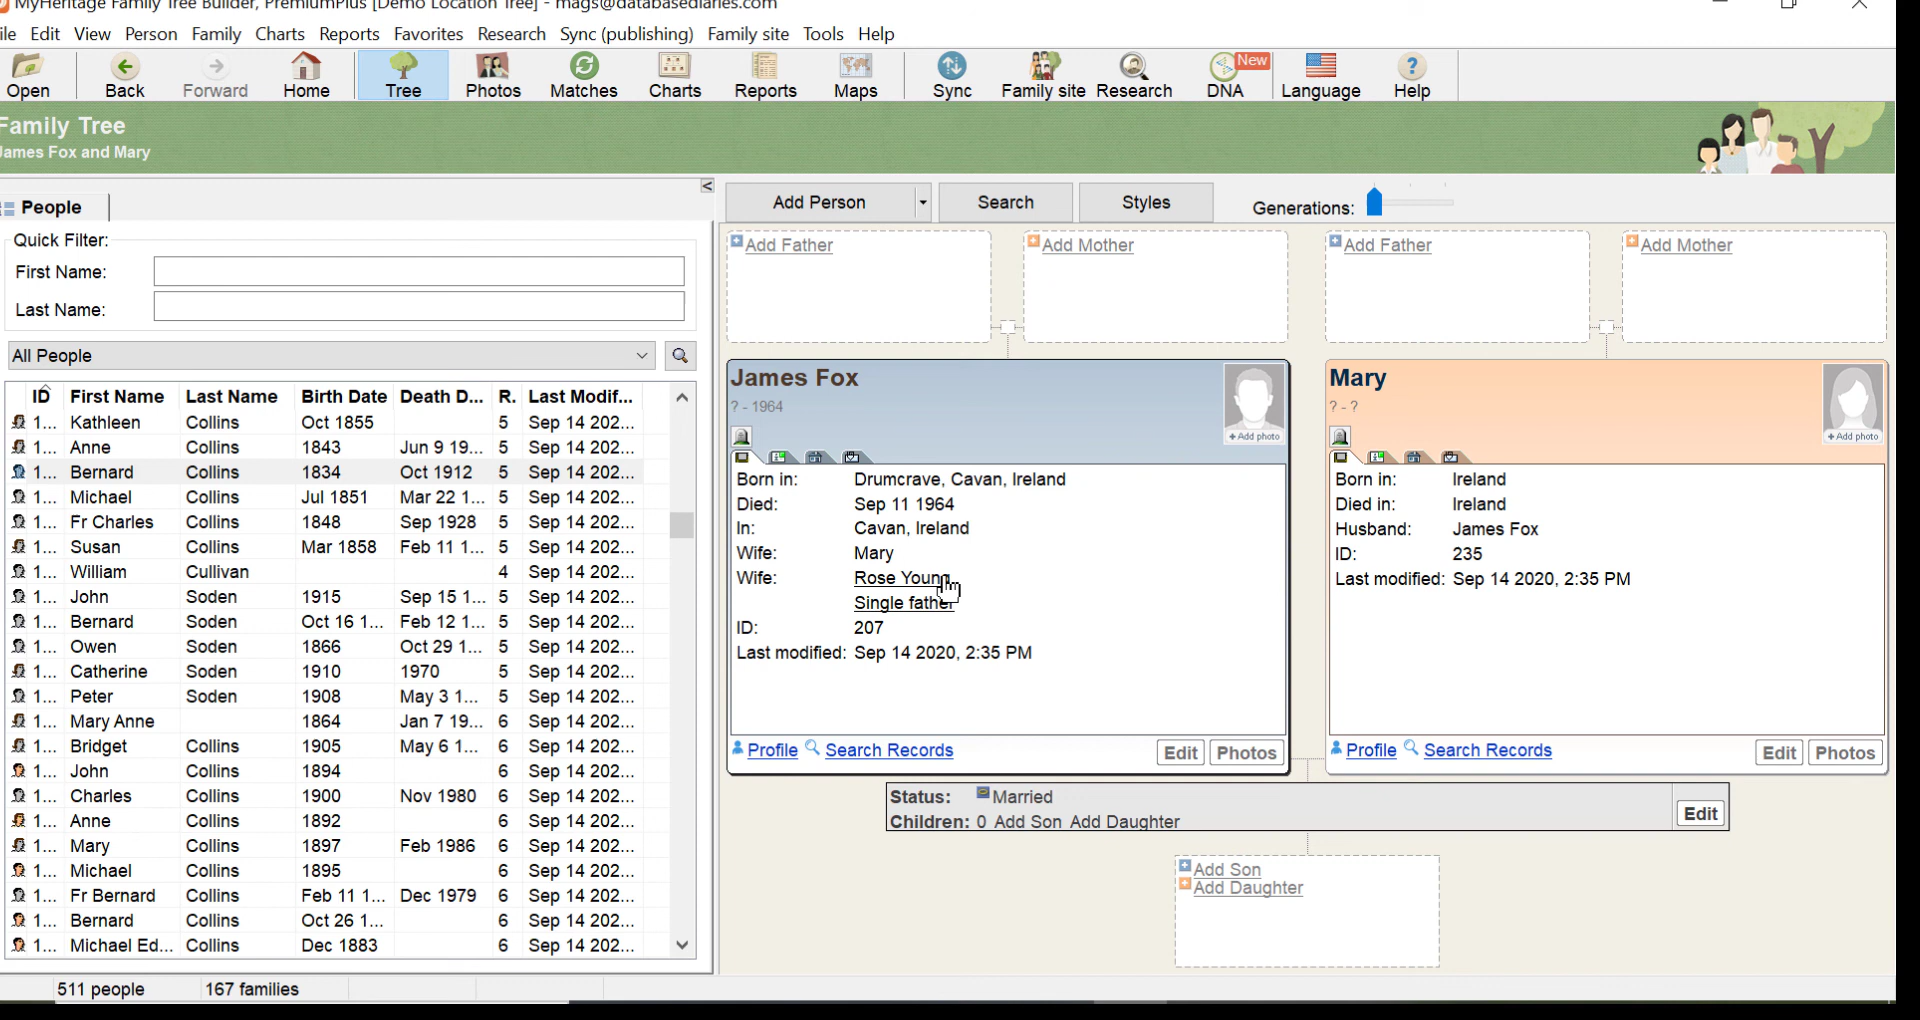 MyHeritage Family Tree Builder, PremiumPlus [Demo Location Tree] - mags@databasediaries.com
ile Edit View Person Family Charts Reports Favorites Research Sync (publishing) Family site Tools Help
Open Back Forward Home Tree Photos Matches Charts Reports Maps Sync Family site Research DNA New Language Help
Family Tree
James Fox and Mary
People
<
Add Person Search Styles Generations:
Quick Filter:
First Name:
Last Name:
All People
ID First Name Last Name Birth Date Death D... R. Last Modif...
1... Kathleen Collins Oct 1855 5 Sep 14 202...
1... Anne Collins 1843 Jun 9 19... 5 Sep 14 202...
1... Bernard Collins 1834 Oct 1912 5 Sep 14 202...
1... Michael Collins Jul 1851 Mar 22 1... 5 Sep 14 202...
1... Fr Charles Collins 1848 Sep 1928 5 Sep 14 202...
1... Susan Collins Mar 1858 Feb 11 1... 5 Sep 14 202...
1... William Cullivan 4 Sep 14 202...
1... John Soden 1915 Sep 15 1... 5 Sep 14 202...
1... Bernard Soden Oct 16 1... Feb 12 1... 5 Sep 14 202...
1... Owen Soden 1866 Oct 29 1... 5 Sep 14 202...
1... Catherine Soden 1910 1970 5 Sep 14 202...
1... Peter Soden 1908 May 3 1... 5 Sep 14 202...
1... Mary Anne 1864 Jan 7 19... 6 Sep 14 202...
1... Bridget Collins 1905 May 6 1... 6 Sep 14 202...
1... John Collins 1894 6 Sep 14 202...
1... Charles Collins 1900 Nov 1980 6 Sep 14 202...
1... Anne Collins 1892 6 Sep 14 202...
1... Mary Collins 1897 Feb 1986 6 Sep 14 202...
1... Michael Collins 1895 6 Sep 14 202...
1... Fr Bernard Collins Feb 11 1... Dec 1979 6 Sep 14 202...
1... Bernard Collins Oct 26 1... 6 Sep 14 202...
1... Michael Ed... Collins Dec 1883 6 Sep 14 202...
511 people 167 families
Add Father Add Mother Add Father Add Mother
James Fox
? - 1964
+ Add photo
Born in: Drumcrave, Cavan, Ireland
Died: Sep 11 1964
In: Cavan, Ireland
Wife: Mary
Wife: Rose Young
Single father
ID: 207
Last modified: Sep 14 2020, 2:35 PM
Profile Search Records Edit Photos
Mary
? - ?
+ Add photo
Born in: Ireland
Died in: Ireland
Husband: James Fox
ID: 235
Last modified: Sep 14 2020, 2:35 PM
Profile Search Records Edit Photos
Status: Married
Children: 0 Add Son Add Daughter
Edit
Add Son
Add Daughter